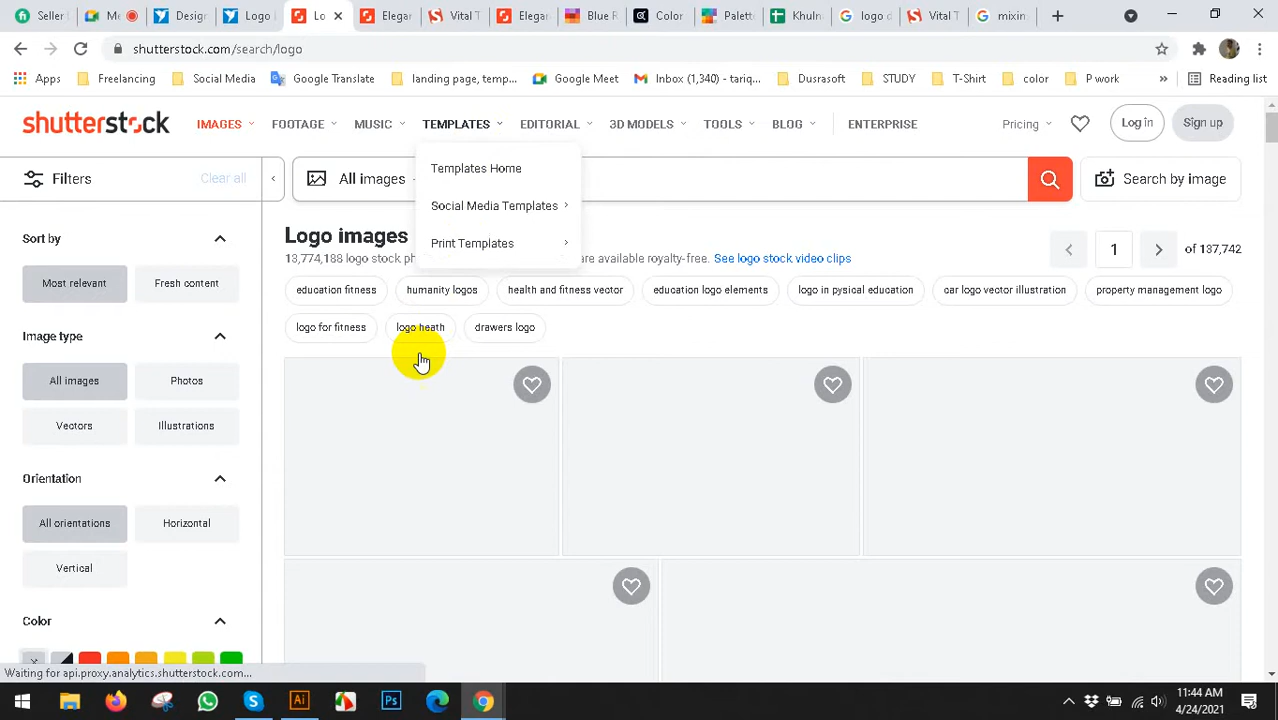 Seller
Me
Design
Logo
Lo
Elegar
Vital T
Elegan
Blue R
Color
Palett
Khuln
logo d
Vital T
mixin
shutterstock.com/search/logo
Apps
Freelancing
Social Media
Google Translate
landing page, temp...
Google Meet
Inbox (1,340) - tariq...
Dusrasoft
STUDY
T-Shirt
color
P work
»
Reading list
shutterstock
IMAGES
FOOTAGE
MUSIC
TEMPLATES
EDITORIAL
3D MODELS
TOOLS
BLOG
ENTERPRISE
Pricing
Log in
Sign up
Templates Home
Social Media Templates
Print Templates
Filters
Clear all
All images
Search by image
Sort by
Most relevant
Fresh content
Image type
All images
Photos
Vectors
Illustrations
Orientation
All orientations
Horizontal
Vertical
Color
Logo images
13,774,188 logo stock ph are available royalty-free. See logo stock video clips
1
of 137,742
education fitness
humanity logos
health and fitness vector
education logo elements
logo in pysical education
car logo vector illustration
property management logo
logo for fitness
logo heath
drawers logo
Waiting for api.proxy.analytics.shutterstock.com...
Ai
Ps
11:44 AM
4/24/2021